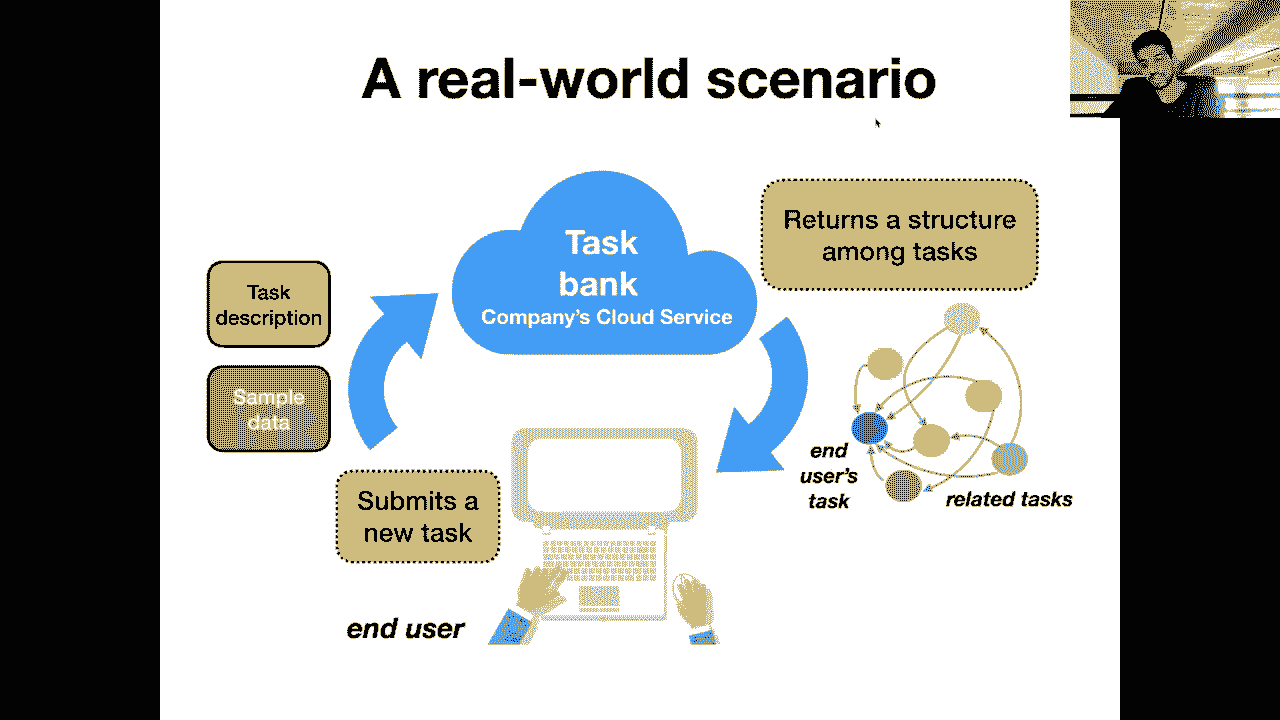 A real-world scenario
Task
bank
Company's Cloud Service
Returns a structure
among tasks
Task
description
Sample
data
Submits a
new task
end user
end
user's
task
related tasks